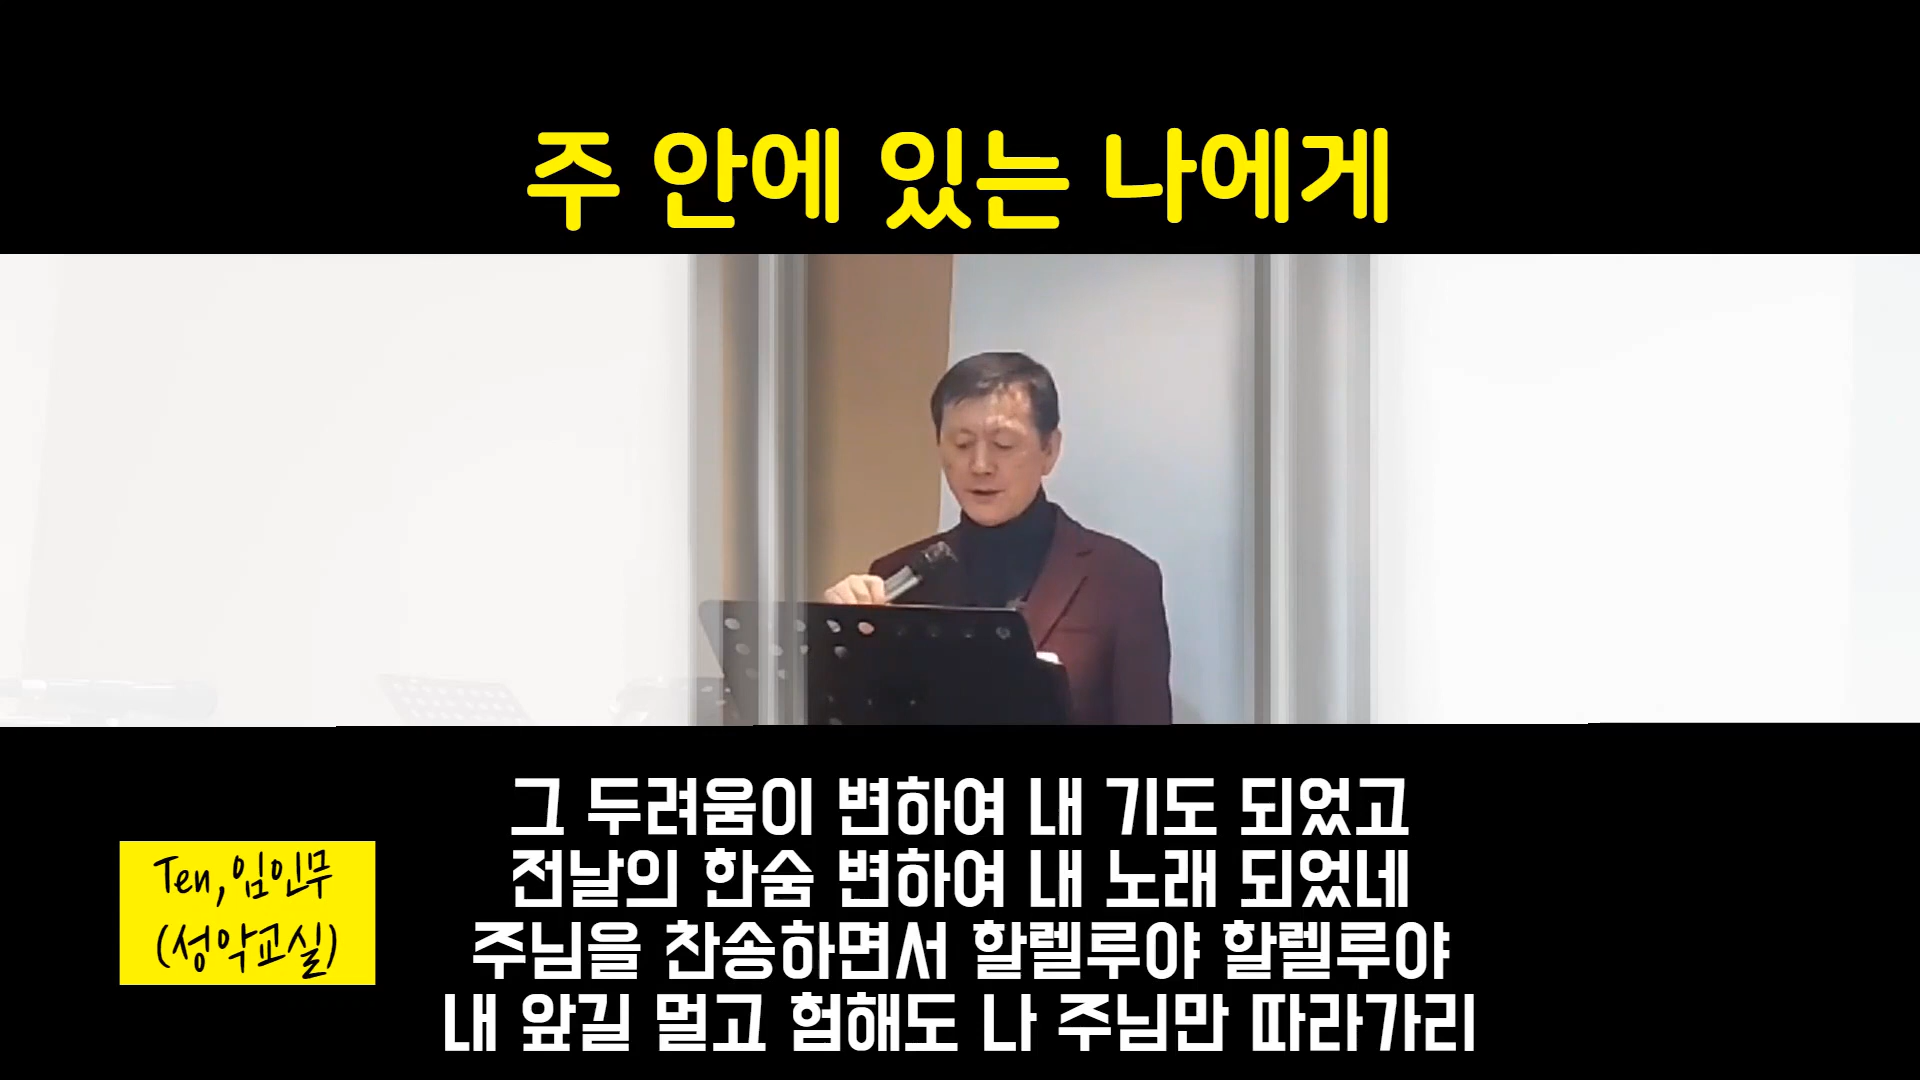 주 안에 있는 나에게
그 두려움이 변하여 내 기도 되었고
전날의 한숨 변하여 내 노래 되었네
주님을 찬송하면서 할렐루야 할렐루야
내 앞길 멀고 험해도 나 주님만 따라가리
Ten,임인무
(성악교실)